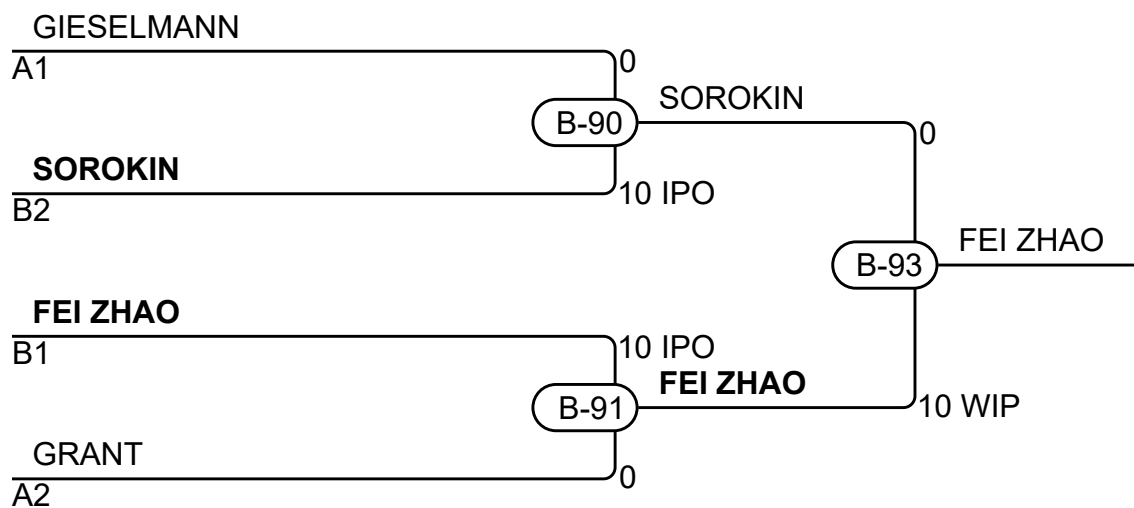 GIESELMANN
A1
0
B-90
SOROKIN
0
SOROKIN
B2
10 IPO
B-93
FEI ZHAO
FEI ZHAO
B1
10 IPO
B-91
FEI ZHAO
10 WIP
GRANT
A2
0